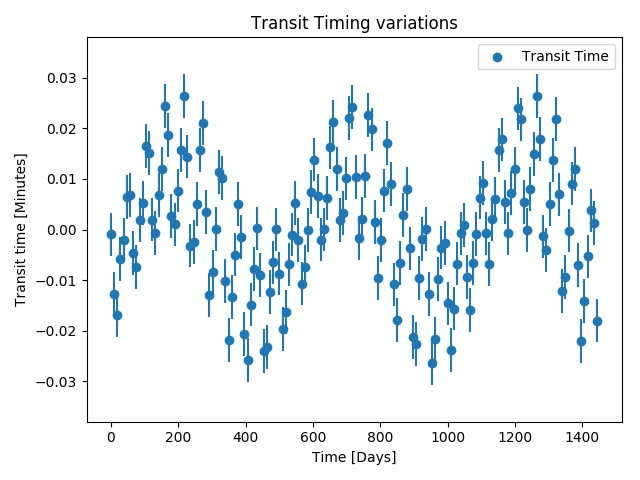 Transit Timing variations
Transit Time
0.03
0.02
0.01
0.00
−0.01
−0.02
−0.03
Transit time [Minutes]
0 200 400 600 800 1000 1200 1400
Time [Days]